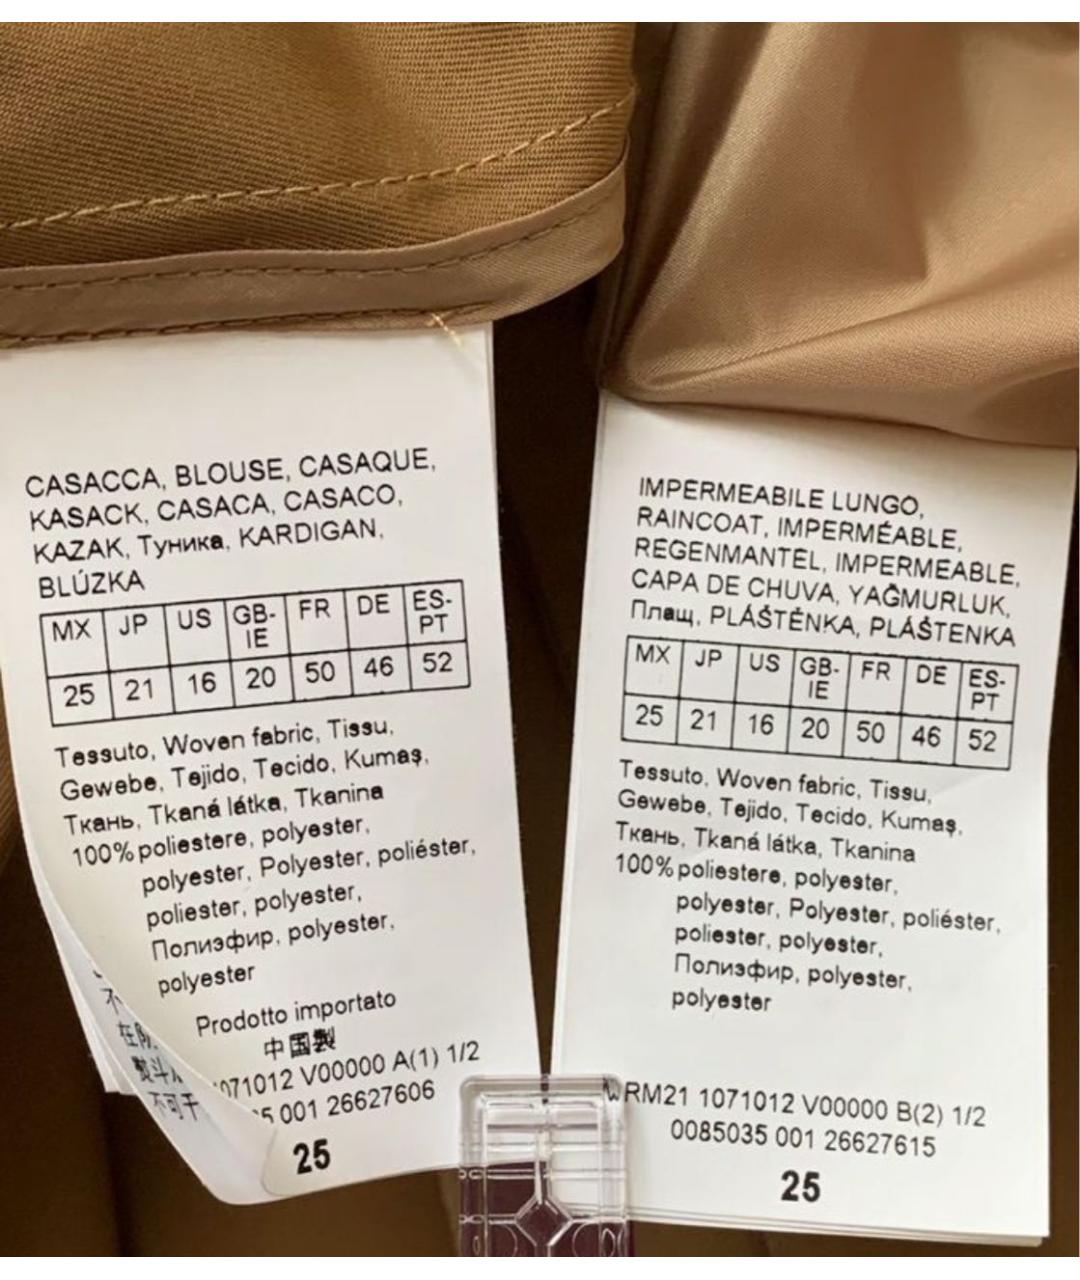 CASACCA, BLOUSE, CASAQUE,
KASACK, CASACA, CASACO,
KAZAK, Туника, KARDIGAN,
BLÚZKA
MX JP US GB-IE FR DE ES-PT
25 21 16 20 50 46 52
Tessuto, Woven fabric, Tissu,
Gewebe, Tejido, Tecido, Kumaş,
Ткань, Tkaná látka, Tkanina
100% poliestere, polyester,
polyester, Polyester, poliéster,
poliester, polyester,
Полиэфир, polyester,
polyester
Prodotto importato
中国製
1071012 V00000 A(1) 1/2
5 001 26627606
25
不可干
IMPERMEABILE LUNGO,
RAINCOAT, IMPERMÉABLE,
REGENMANTEL, IMPERMEABLE,
CAPA DE CHUVA, YAĞMURLUK,
Плащ, PLÁŠTĚNKA, PLÁŠTENKA
MX JP US GB-IE FR DE ES-PT
25 21 16 20 50 46 52
Tessuto, Woven fabric, Tissu,
Gewebe, Tejido, Tecido, Kumaş,
Ткань, Tkaná látka, Tkanina
100% poliestere, polyester,
polyester, Polyester, poliéster,
poliester, polyester,
Полиэфир, polyester,
polyester
WRM21 1071012 V00000 B(2) 1/2
0085035 001 26627615
25